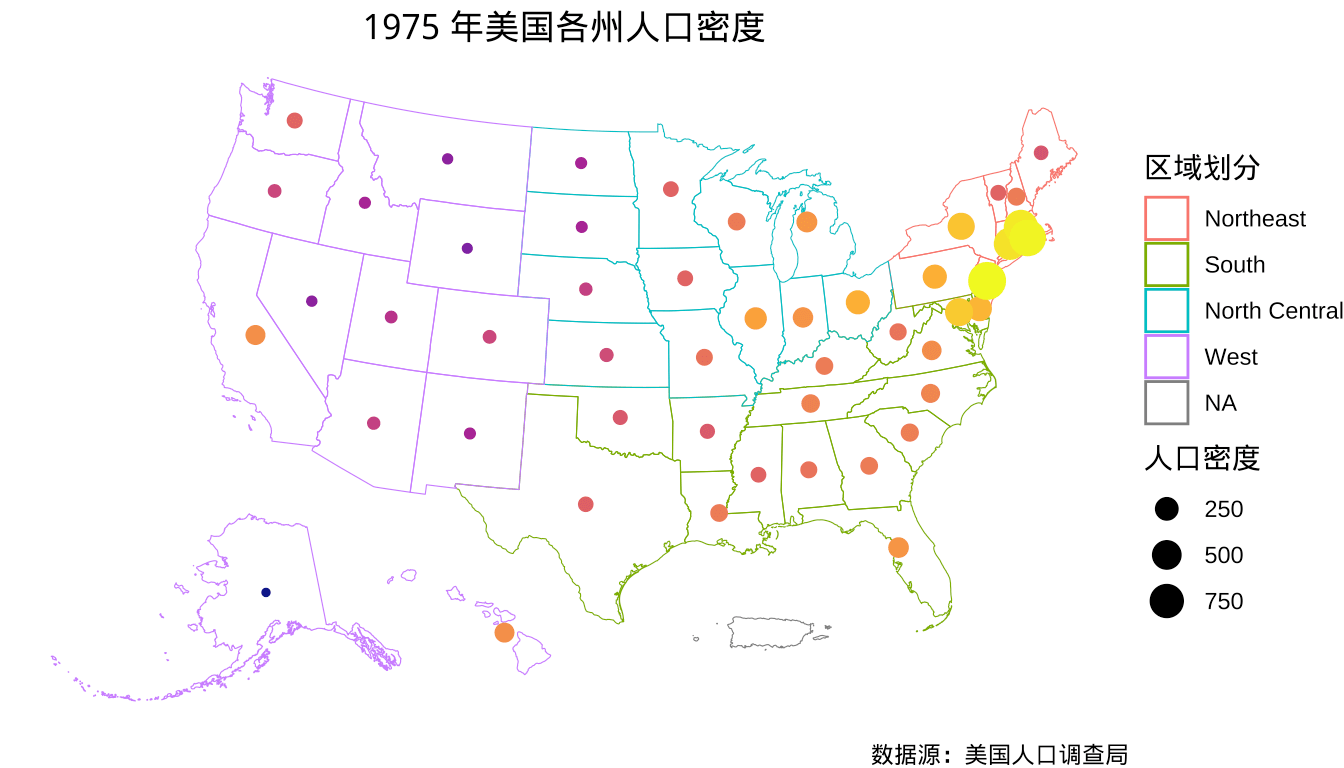 1975 年美国各州人口密度
区域划分
Northeast
South
North Central
West
NA
人口密度
250
500
750
数据源：美国人口调查局